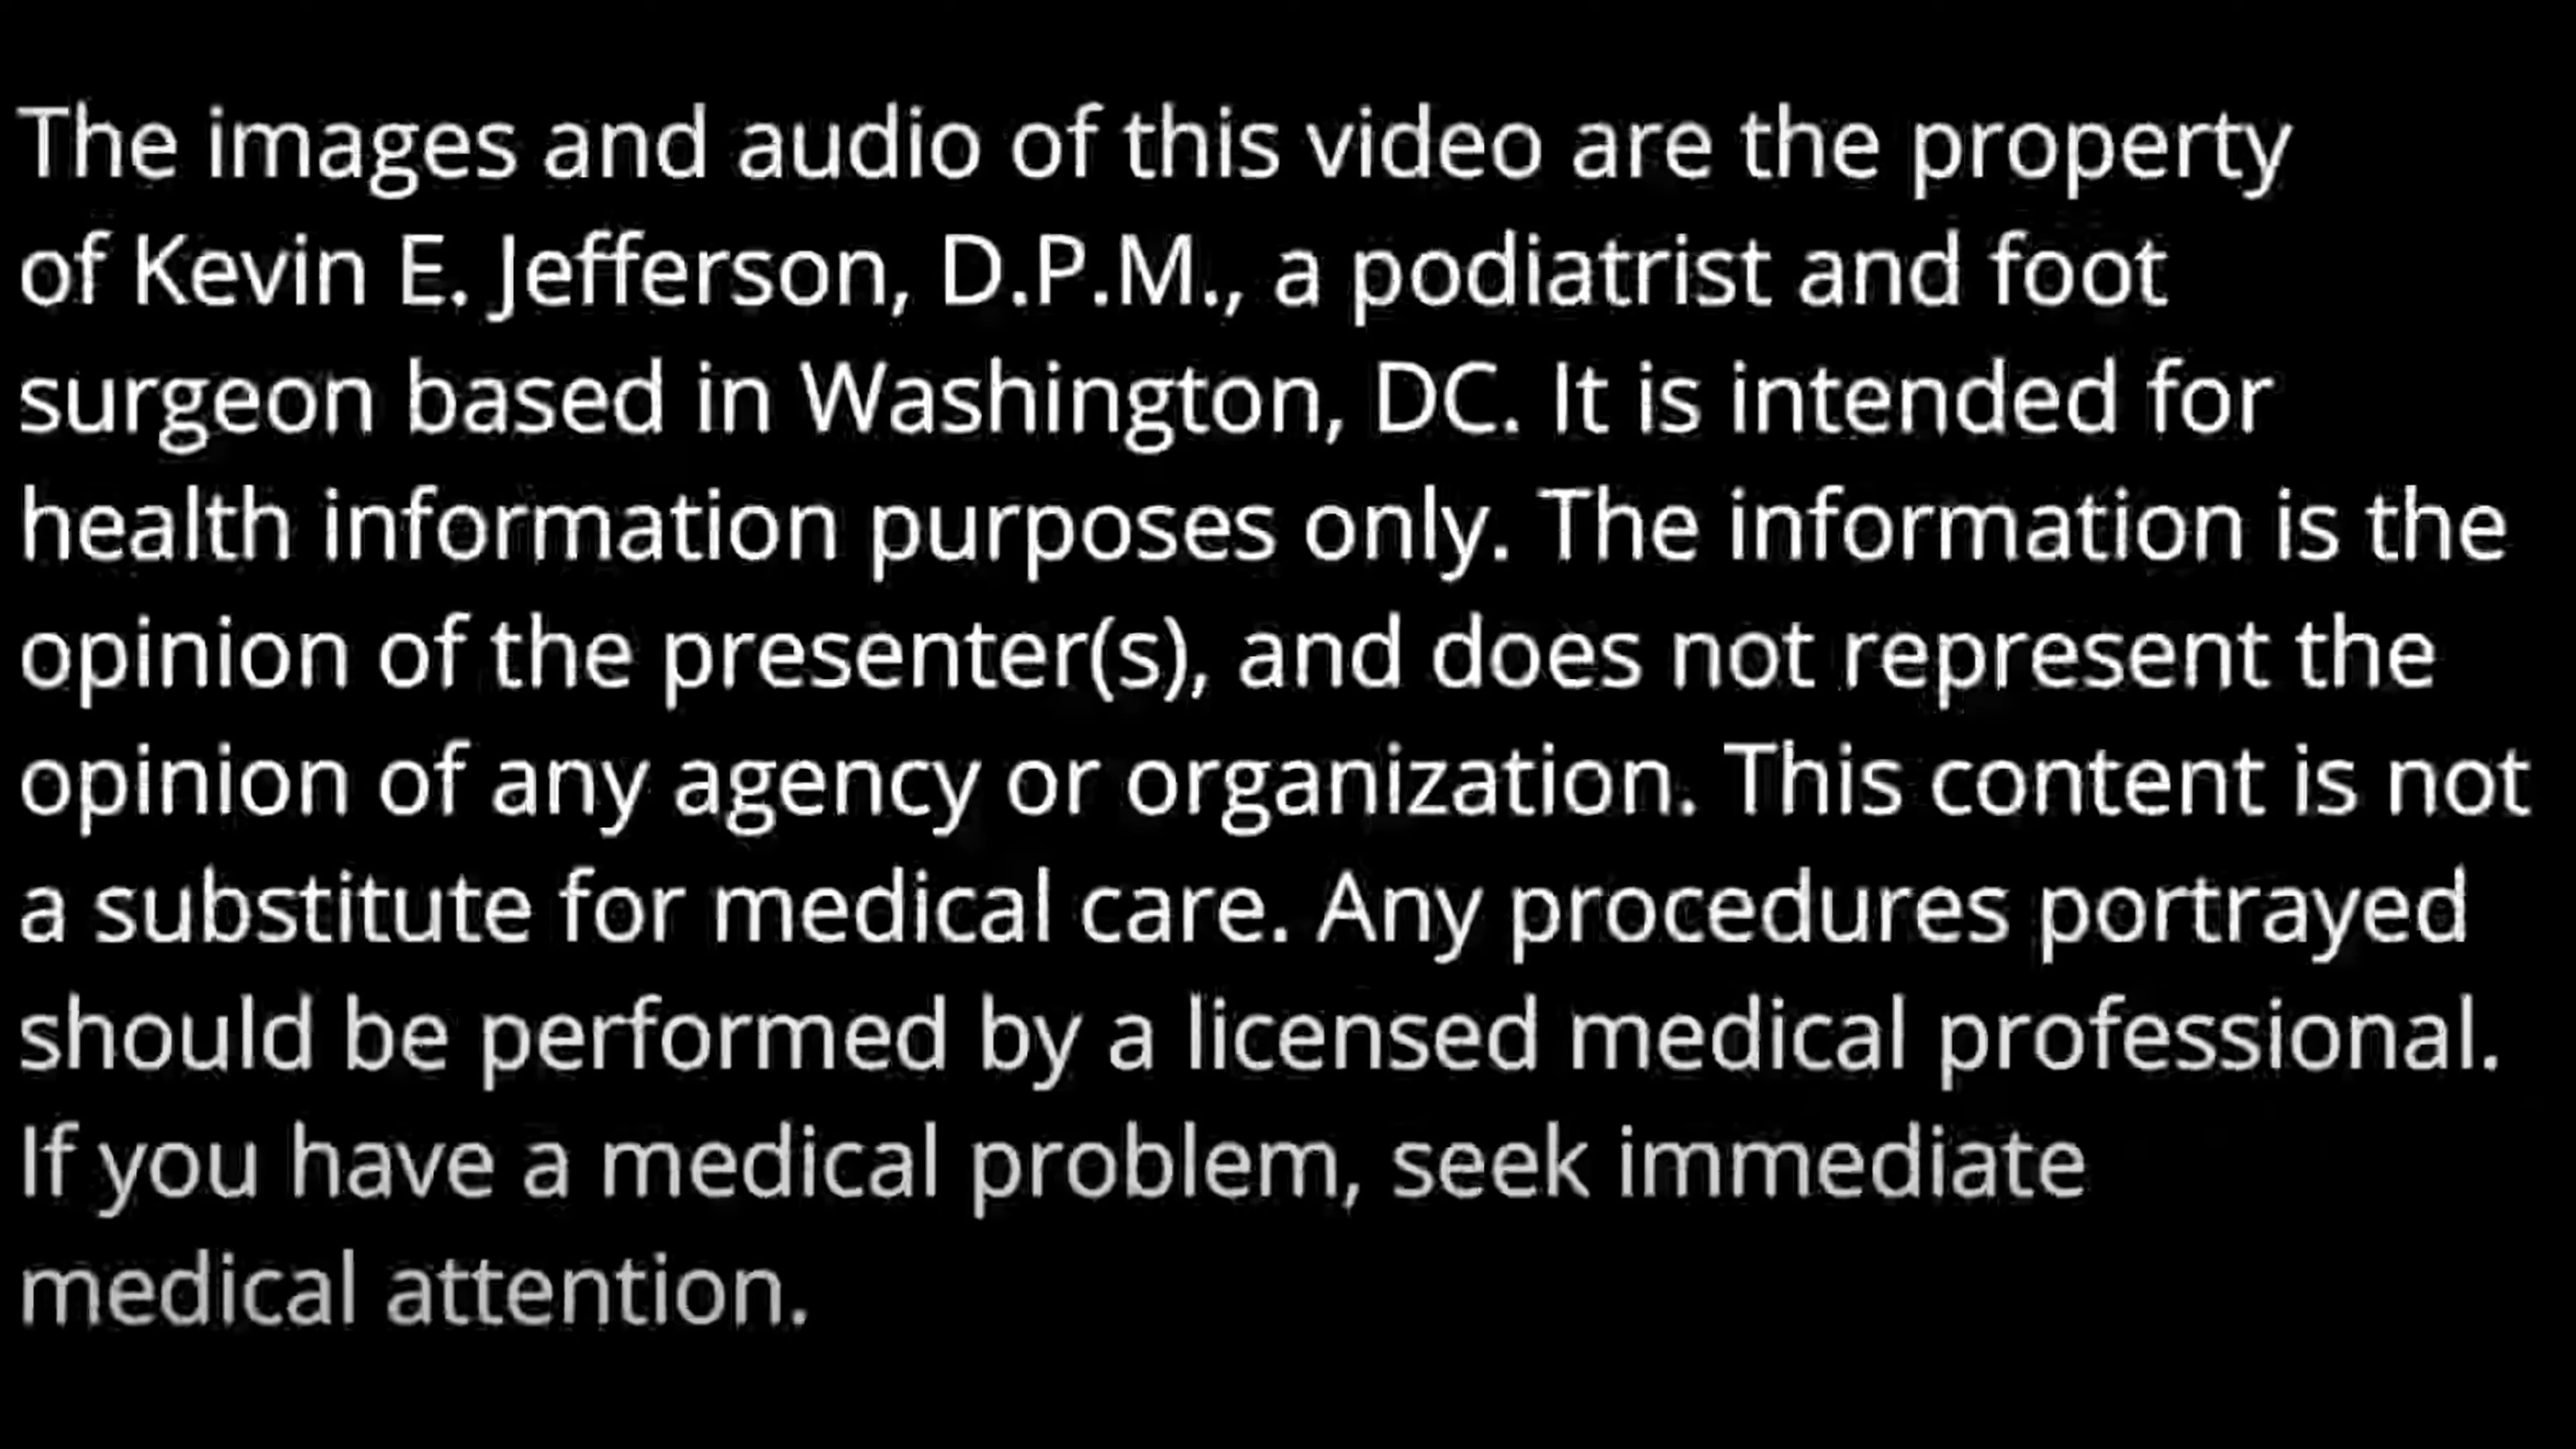 The images and audio of this video are the property
of Kevin E. Jefferson, D.P.M., a podiatrist and foot
surgeon based in Washington, DC. It is intended for
health information purposes only. The information is the
opinion of the presenter(s), and does not represent the
opinion of any agency or organization. This content is not
a substitute for medical care. Any procedures portrayed
should be performed by a licensed medical professional.
If you have a medical problem, seek immediate
medical attention.